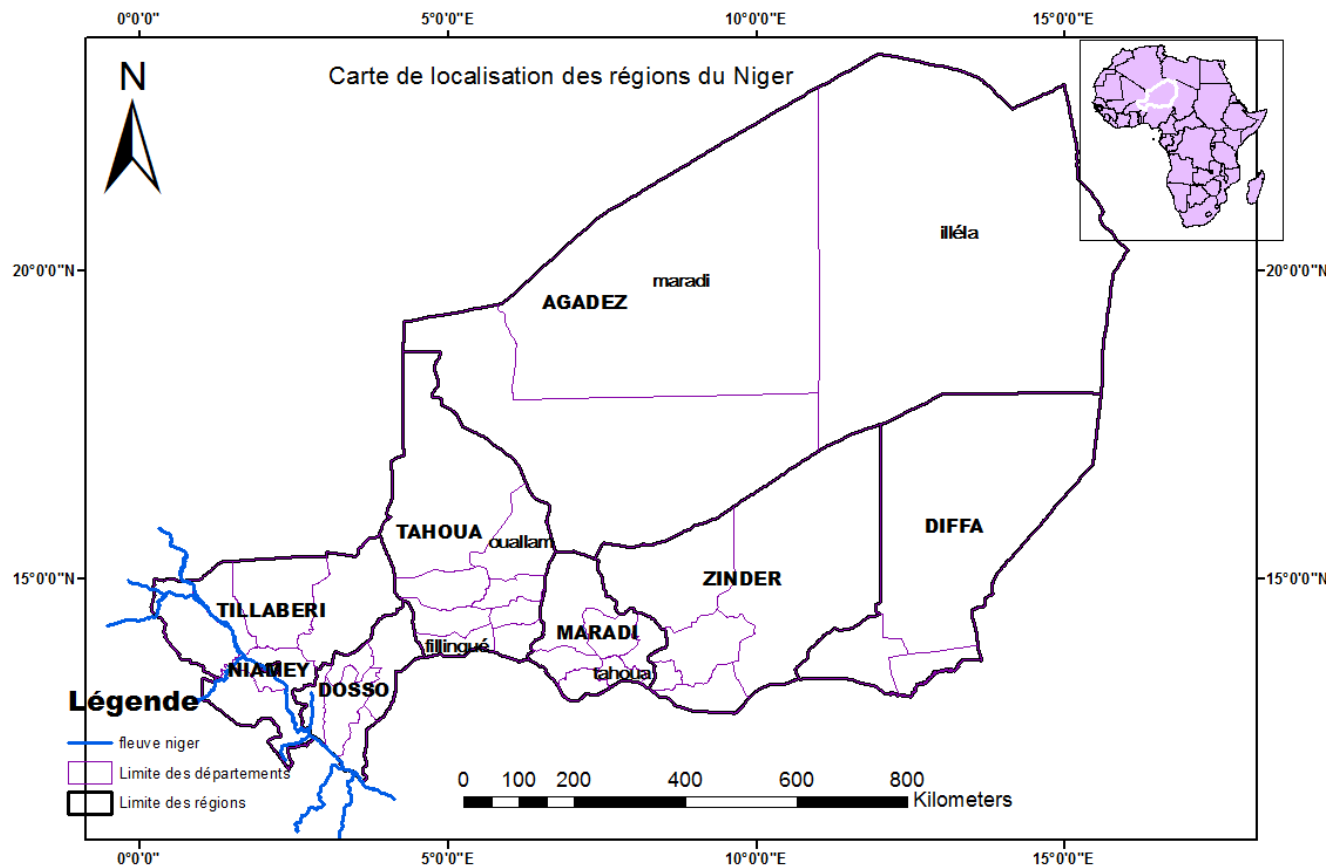 0°0'0" 5°0'0"E 10°0'0"E 15°0'0"E
N
Carte de localisation des régions du Niger
illéla
20°0'0"N 20°0'0"N
maradi
AGADEZ
TAHOUA
ouallam
DIFFA
15°0'0"N 15°0'0"N
ZINDER
TILLABERI
MARADI
fillingué
NIAMEY
tahoua
DOSSO
Légende
fleuve niger
Limite des départements
Limite des régions
0 100 200 400 600 800
Kilometers
0°0'0" 5°0'0"E 10°0'0"E 15°0'0"E